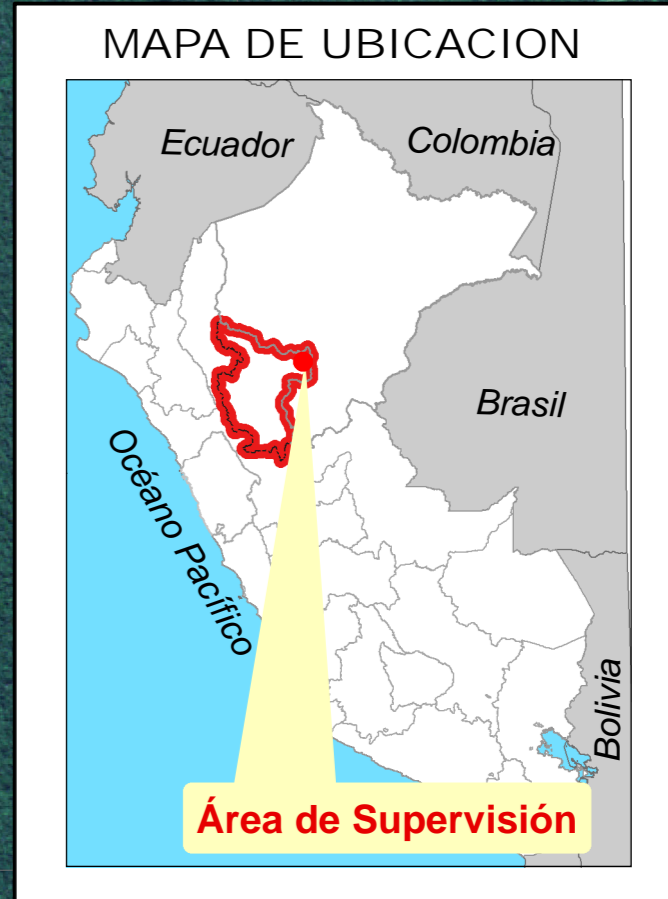 MAPA DE UBICACION
Ecuador
Colombia
Brasil
Océano Pacífico
Bolivia
Área de Supervisión